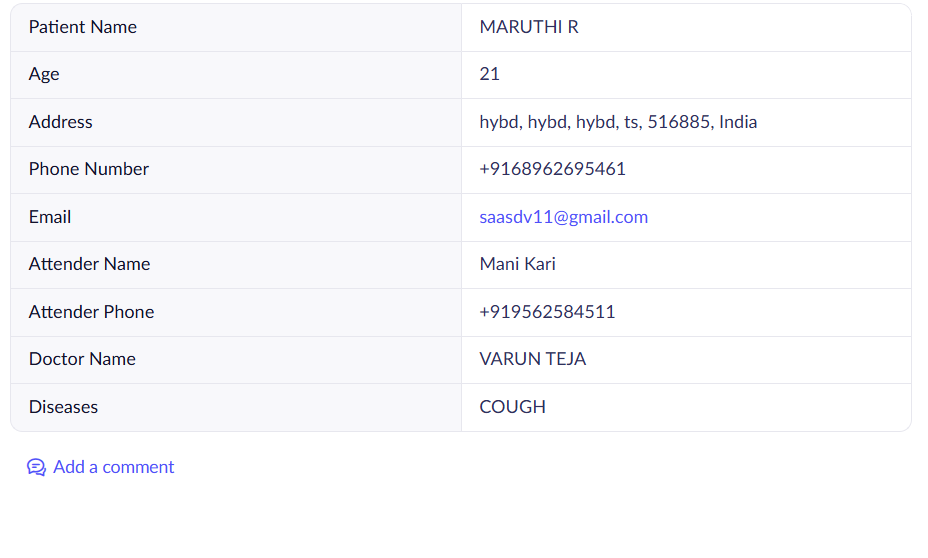 Patient Name MARUTHI R
Age 21
Address hybd, hybd, hybd, ts, 516885, India
Phone Number +9168962695461
Email saasdv11@gmail.com
Attender Name Mani Kari
Attender Phone +919562584511
Doctor Name VARUN TEJA
Diseases COUGH
Add a comment